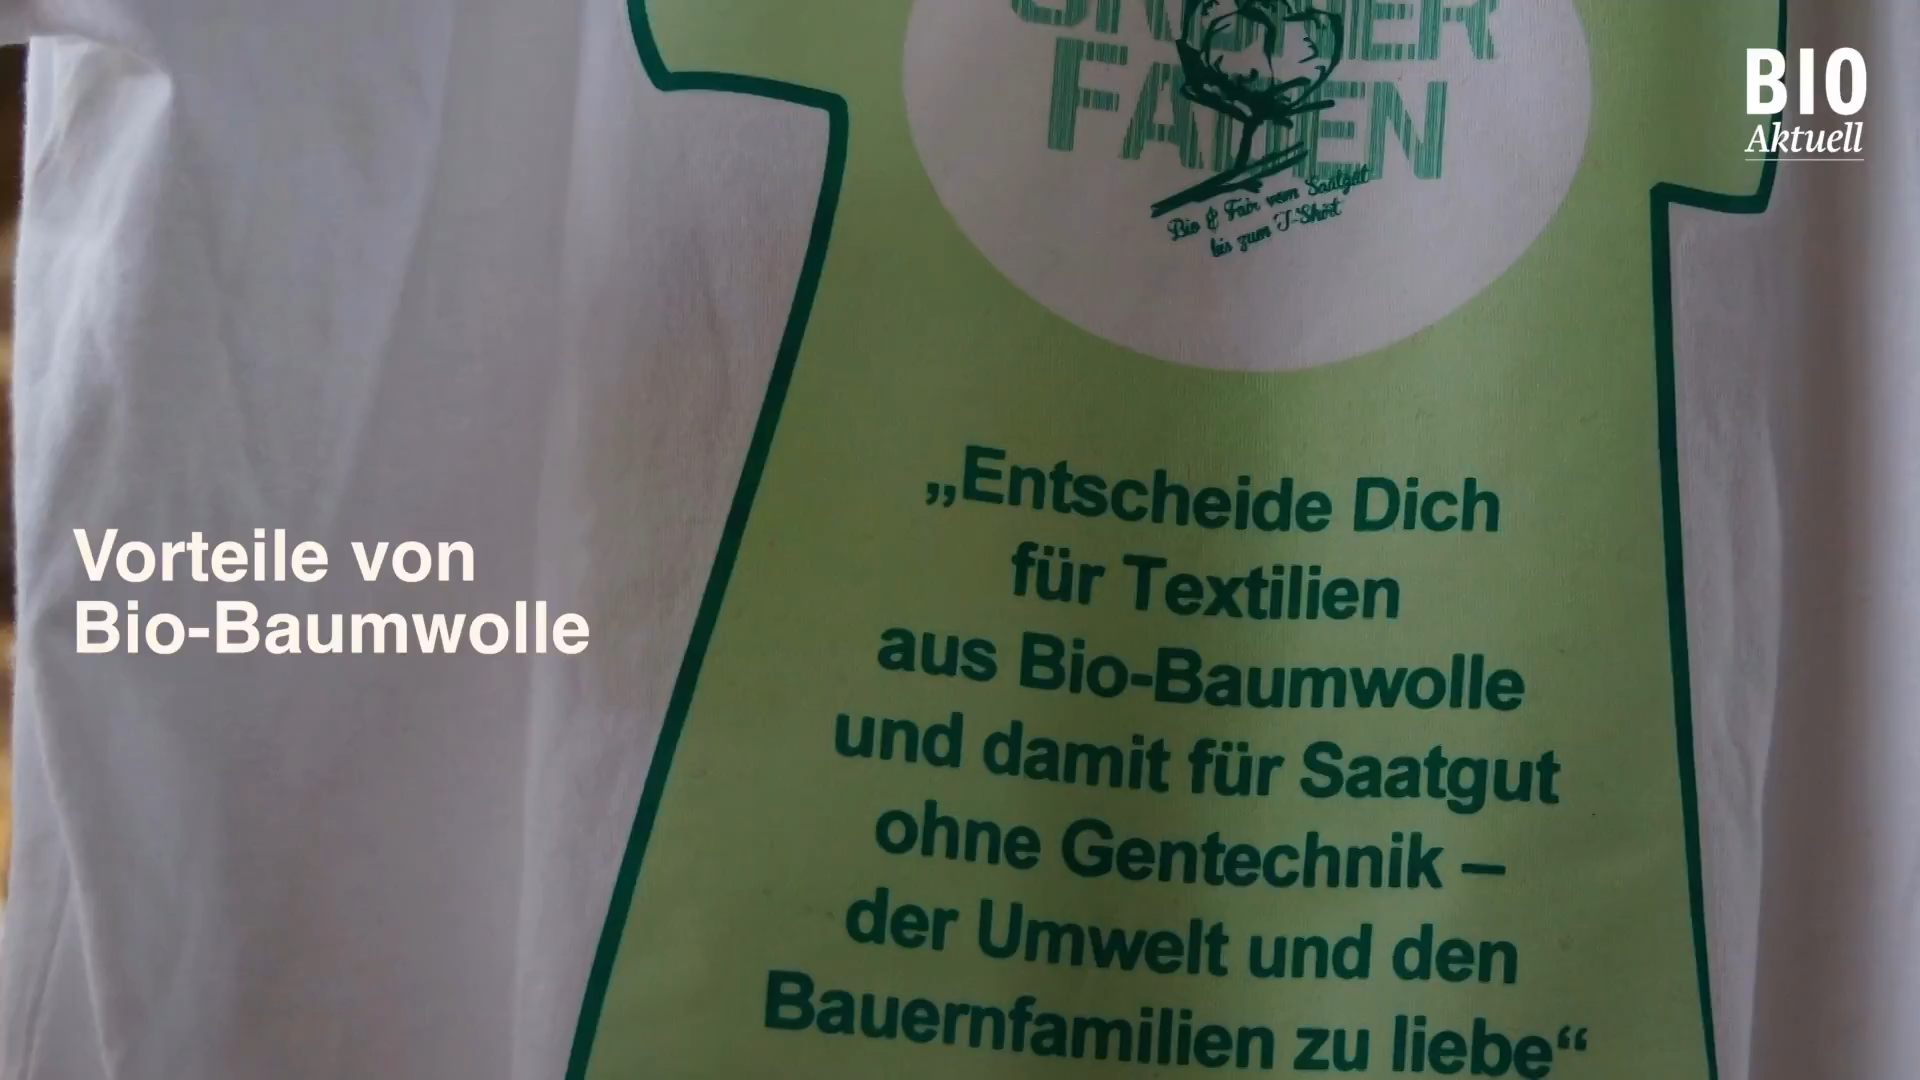 FADEN
Bio & Fair vom Saatgut
bis zum T-Shirt
BIO
Aktuell
Vorteile von
Bio-Baumwolle
„Entscheide Dich
für Textilien
aus Bio-Baumwolle
und damit für Saatgut
ohne Gentechnik –
der Umwelt und den
Bauernfamilien zu liebe“